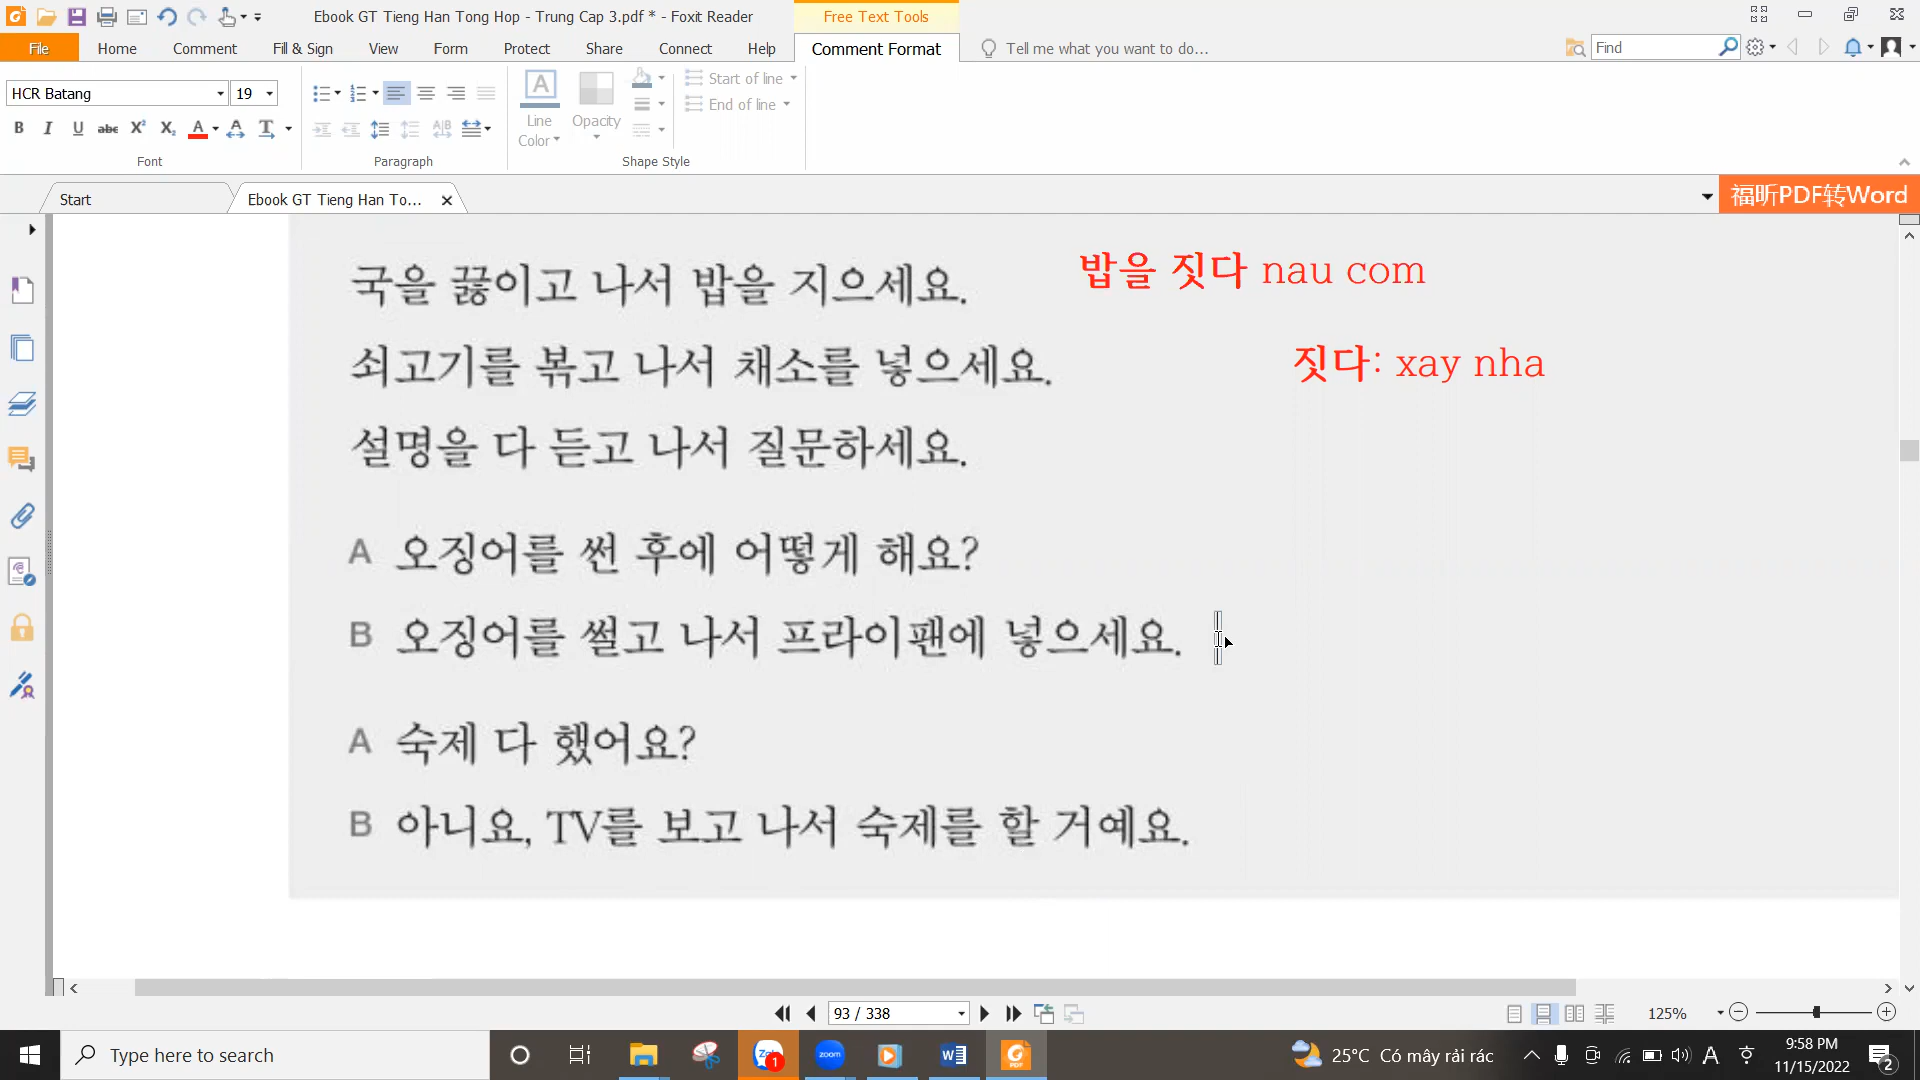 Ebook GT Tieng Han Tong Hop - Trung Cap 3.pdf * - Foxit Reader
Free Text Tools
File Home Comment Fill & Sign View Form Protect Share Connect Help Comment Format Tell me what you want to do... Find
HCR Batang 19
Start of line
End of line
Line Color
Opacity
Font Paragraph Shape Style
Start
Ebook GT Tieng Han To...
福昕PDF转Word
국을 끓이고 나서 밥을 지으세요.
밥을 짓다 nau com
쇠고기를 볶고 나서 채소를 넣으세요.
짓다: xay nha
설명을 다 듣고 나서 질문하세요.
A 오징어를 썬 후에 어떻게 해요?
B 오징어를 썰고 나서 프라이팬에 넣으세요.
A 숙제 다 했어요?
B 아니요, TV를 보고 나서 숙제를 할 거예요.
93 / 338
125%
Type here to search
zoom
25°C Có mây rải rác
9:58 PM
11/15/2022